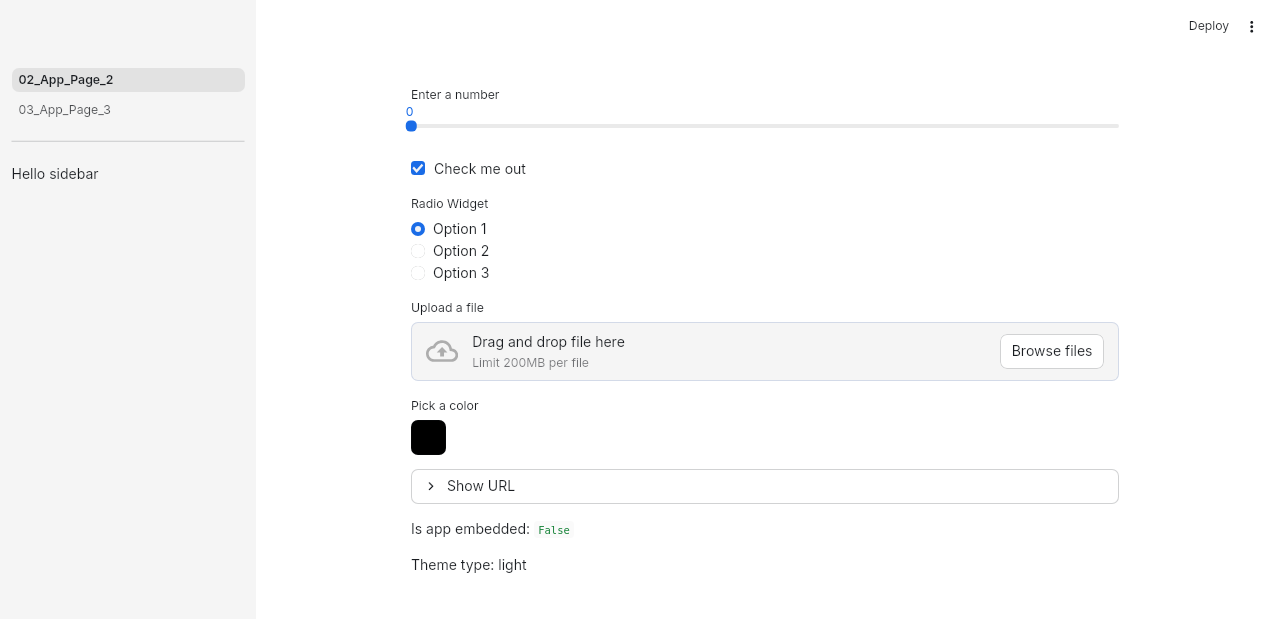 Deploy
02_App_Page_2
03_App_Page_3
Hello sidebar
Enter a number
0
Check me out
Radio Widget
Option 1
Option 2
Option 3
Upload a file
Drag and drop file here
Limit 200MB per file
Browse files
Pick a color
Show URL
Is app embedded: False
Theme type: light